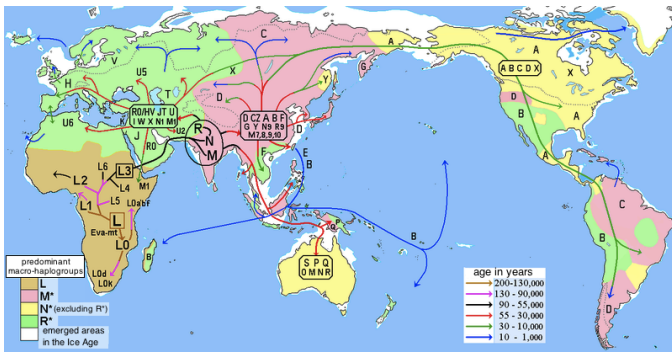 C
A
V
A
A
X
G
U5
H
X
A B C D X
Y
D
R0/HV JT U
I W X N1 M1
D CZ A B F
G Y N9 R9
M7,8,9,10
D
A
K
B
U6
J
U2
R
N
M
R0
F
E
B
A
L6
L3
L2
L4
M1
L1
L5
L0abF
P
Q
C
L
Eva-mt
B
B
L0
B
S P Q
O M N R
predominant
macro-haplogroups
L0d
L0k
L
M*
N* (excluding R*)
R*
emerged areas
in the Ice Age
age in years
200-130,000
130 - 90,000
90 - 55,000
55 - 30,000
30 - 10,000
10 - 1,000
D